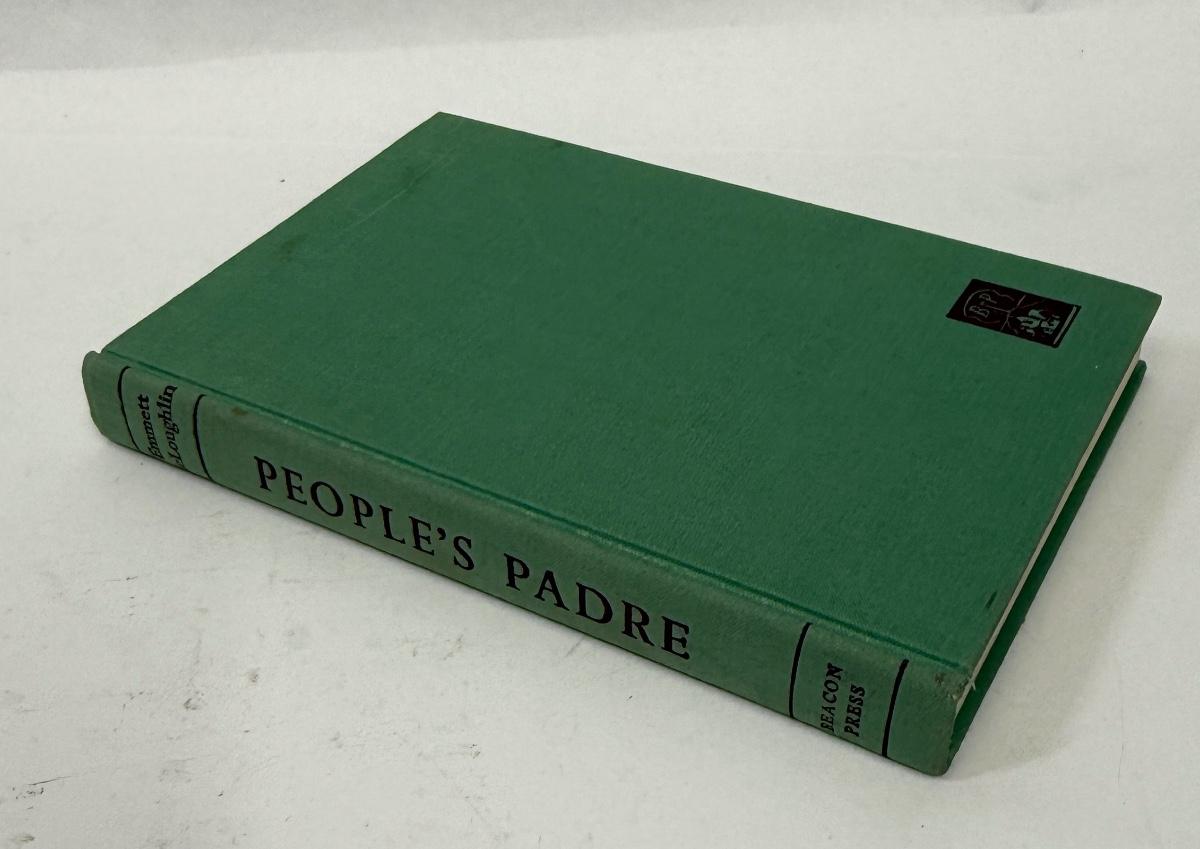 Emmett
Loughlin
PEOPLE'S PADRE
BEACON
PRESS